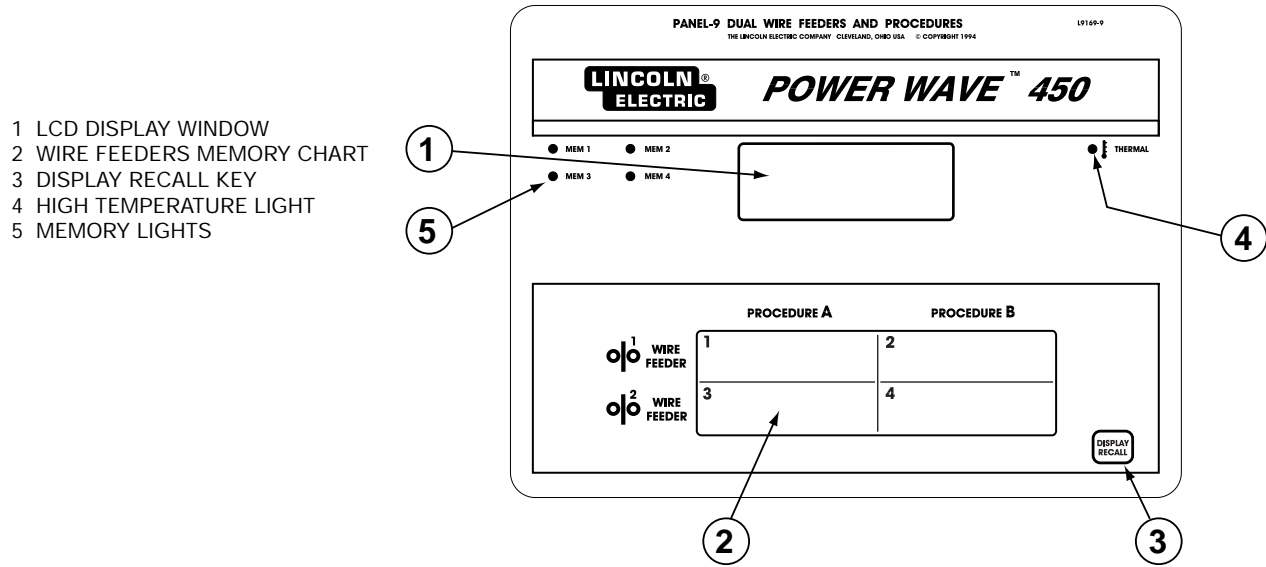 PANEL-9 DUAL WIRE FEEDERS AND PROCEDURES
L9169-9
THE LINCOLN ELECTRIC COMPANY CLEVELAND, OHIO USA © COPYRIGHT 1994
LINCOLN ®
ELECTRIC
POWER WAVE ™ 450
1 LCD DISPLAY WINDOW
2 WIRE FEEDERS MEMORY CHART
3 DISPLAY RECALL KEY
4 HIGH TEMPERATURE LIGHT
5 MEMORY LIGHTS
1
MEM 1
MEM 2
THERMAL
MEM 3
MEM 4
5
4
PROCEDURE A
PROCEDURE B
1 WIRE
FEEDER
1
2
2 WIRE
FEEDER
3
4
DISPLAY
RECALL
2
3